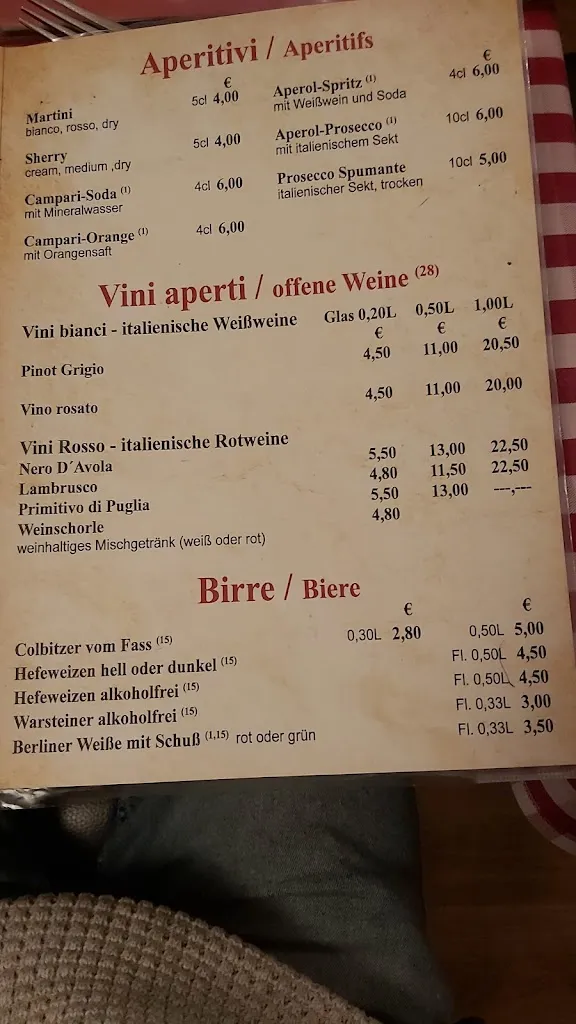 Aperitivi / Aperitifs
€
Martini 5cl 4,00
bianco, rosso, dry
Sherry 5cl 4,00
cream, medium ,dry
Campari-Soda (1) 4cl 6,00
mit Mineralwasser
Campari-Orange (1) 4cl 6,00
mit Orangensaft
€
Aperol-Spritz (1) 4cl 6,00
mit Weißwein und Soda
Aperol-Prosecco (1) 10cl 6,00
mit italienischem Sekt
Prosecco Spumante 10cl 5,00
italienischer Sekt, trocken
Vini aperti / offene Weine (28)
Vini bianci - italienische Weißweine Glas 0,20L 0,50L 1,00L
€ € €
Pinot Grigio 4,50 11,00 20,50
Vino rosato 4,50 11,00 20,00
Vini Rosso - italienische Rotweine
Nero D´Avola 5,50 13,00 22,50
Lambrusco 4,80 11,50 22,50
Primitivo di Puglia 5,50 13,00 ---,---
Weinschorle 4,80
weinhaltiges Mischgetränk (weiß oder rot)
Birre / Biere
€ €
Colbitzer vom Fass (15) 0,30L 2,80 0,50L 5,00
Hefeweizen hell oder dunkel (15) Fl. 0,50L 4,50
Hefeweizen alkoholfrei (15) Fl. 0,50L 4,50
Warsteiner alkoholfrei (15) Fl. 0,33L 3,00
Berliner Weiße mit Schuß (1,15) rot oder grün Fl. 0,33L 3,50